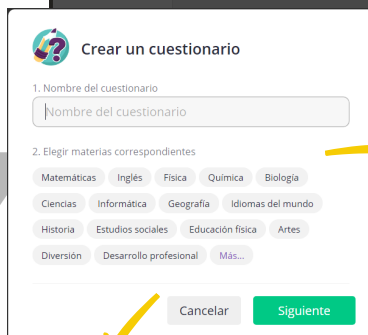 Crear un cuestionario
1. Nombre del cuestionario
Nombre del cuestionario
2. Elegir materias correspondientes
Matemáticas Inglés Física Química Biología
Ciencias Informática Geografía Idiomas del mundo
Historia Estudios sociales Educación física Artes
Diversión Desarrollo profesional Más...
Cancelar Siguiente